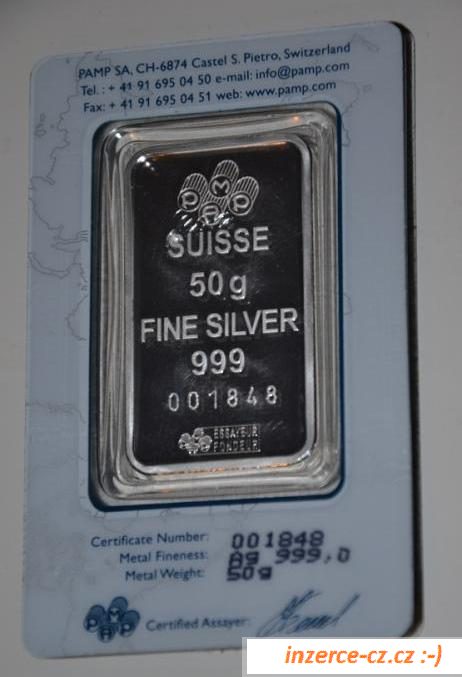 PAMP SA, CH-6874 Castel S. Pietro, Switzerland
Tel. : + 41 91 695 04 50 e-mail: info@pamp.com
Fax: + 41 91 695 04 51 web: www.pamp.com
PAMP
SUISSE
50g
FINE SILVER
999
001848
ESSAYEUR
FONDEUR
Certificate Number: 001848
Metal Fineness: Ag 999,0
Metal Weight: 50g
PAMP
Certified Assayer:
inzerce-cz.cz :-)